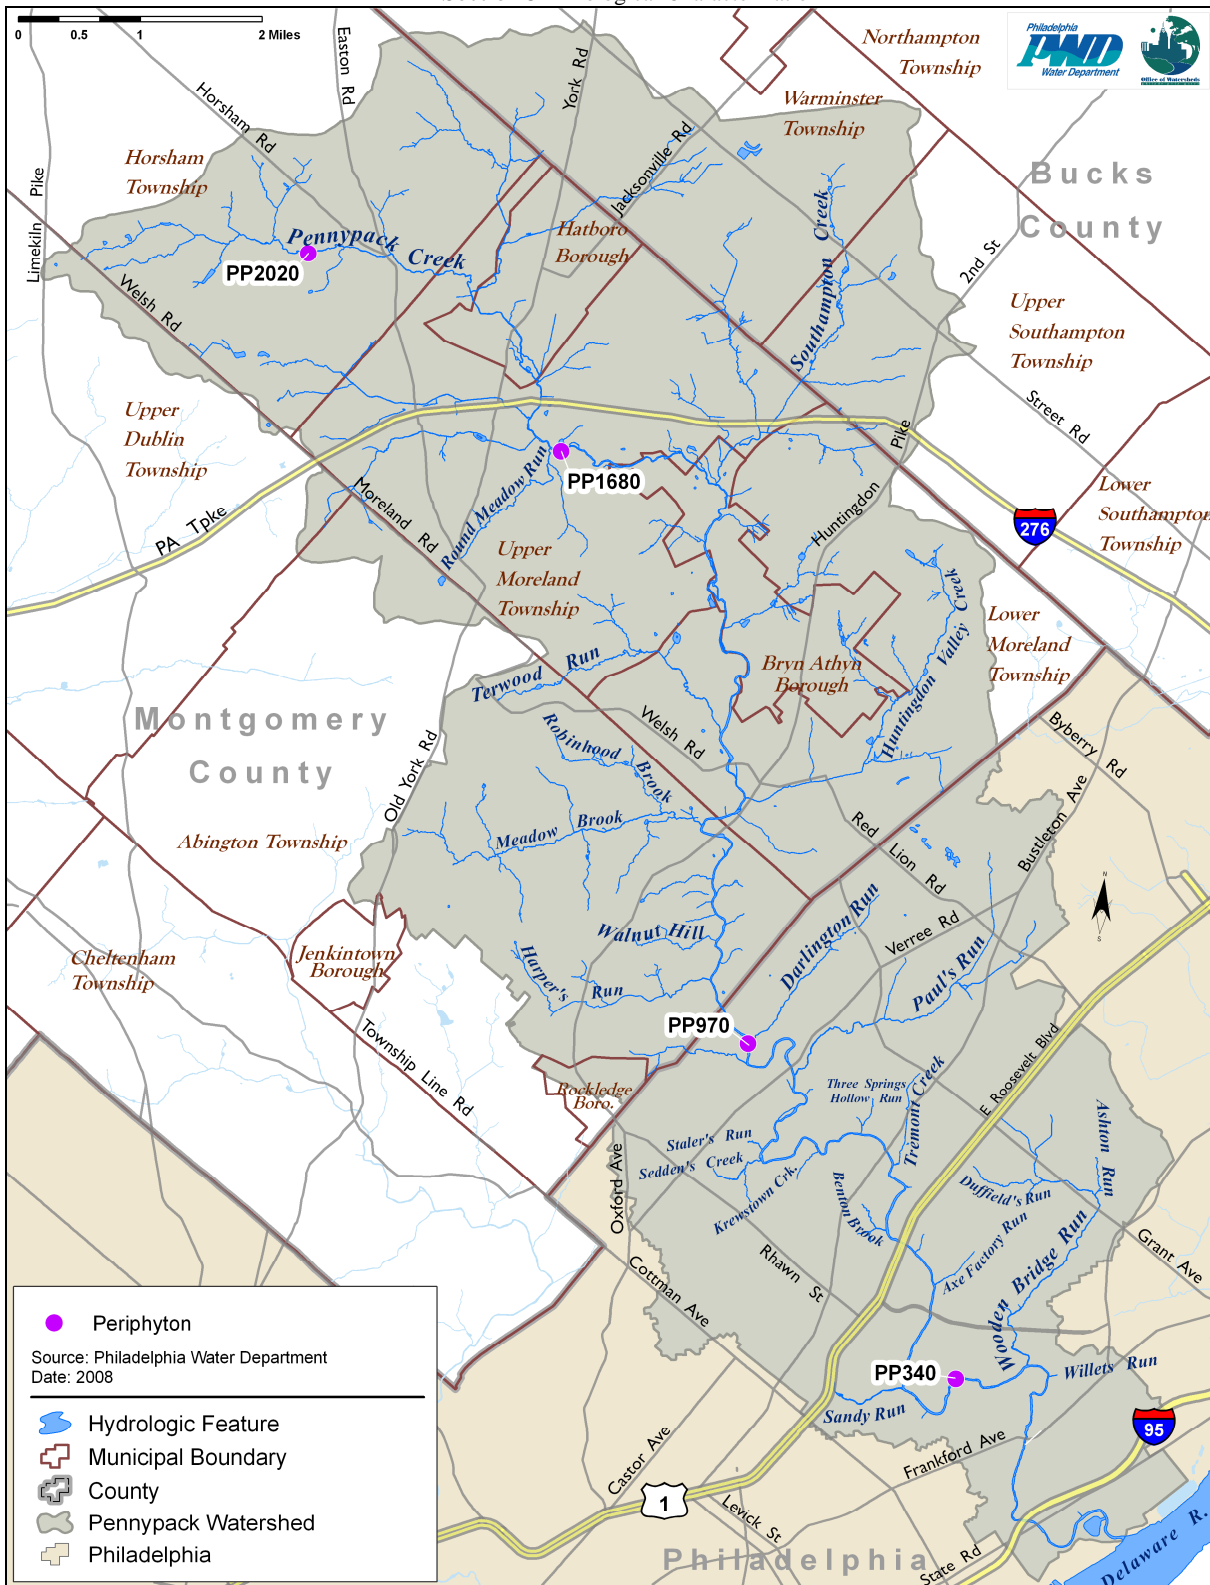 0 0.5 1 2 Miles
Philadelphia
PWD
Water Department
Office of Watersheds
Northampton
Township
Warminster
Township
Bucks
County
Horsham
Township
Horsham Rd
Easton Rd
York Rd
Jacksonville Rd
Limekiln Pike
Hatboro
Borough
Pennypack Creek
PP2020
Southampton Creek
2nd St
Upper
Southampton
Township
Welsh Rd
Street Rd
Upper
Dublin
Township
PA Tpke
Moreland Rd
Round Meadow Run
PP1680
Huntingdon Pike
Lower
Southampton
Township
276
Upper
Moreland
Township
Huntingdon Valley Creek
Lower
Moreland
Township
Bryn Athyn
Borough
Terwood Run
Montgomery
County
Welsh Rd
Robinhood Brook
Byberry Rd
Old York Rd
Meadow Brook
Abington Township
Red Lion Rd
Bustleton Ave
Verree Rd
N
S
Walnut Hill
Darlington Run
Paul's Run
Jenkintown
Borough
Cheltenham
Township
Harper's Run
PP970
Township Line Rd
E Roosevelt Blvd
Rockledge
Boro.
Three Springs
Hollow Run
Tremont Creek
Ashton Run
Staler's Run
Sedden's Creek
Krewstown Crk.
Benton Brook
Duffield's Run
Axe Factory Run
Wooden Bridge Run
Grant Ave
Oxford Ave
Rhawn St
Cottman Ave
PP340
Willets Run
Sandy Run
Frankford Ave
95
Castor Ave
1
Levick St
State Rd
Philadelphia
Delaware R.
Periphyton
Source: Philadelphia Water Department
Date: 2008
Hydrologic Feature
Municipal Boundary
County
Pennypack Watershed
Philadelphia